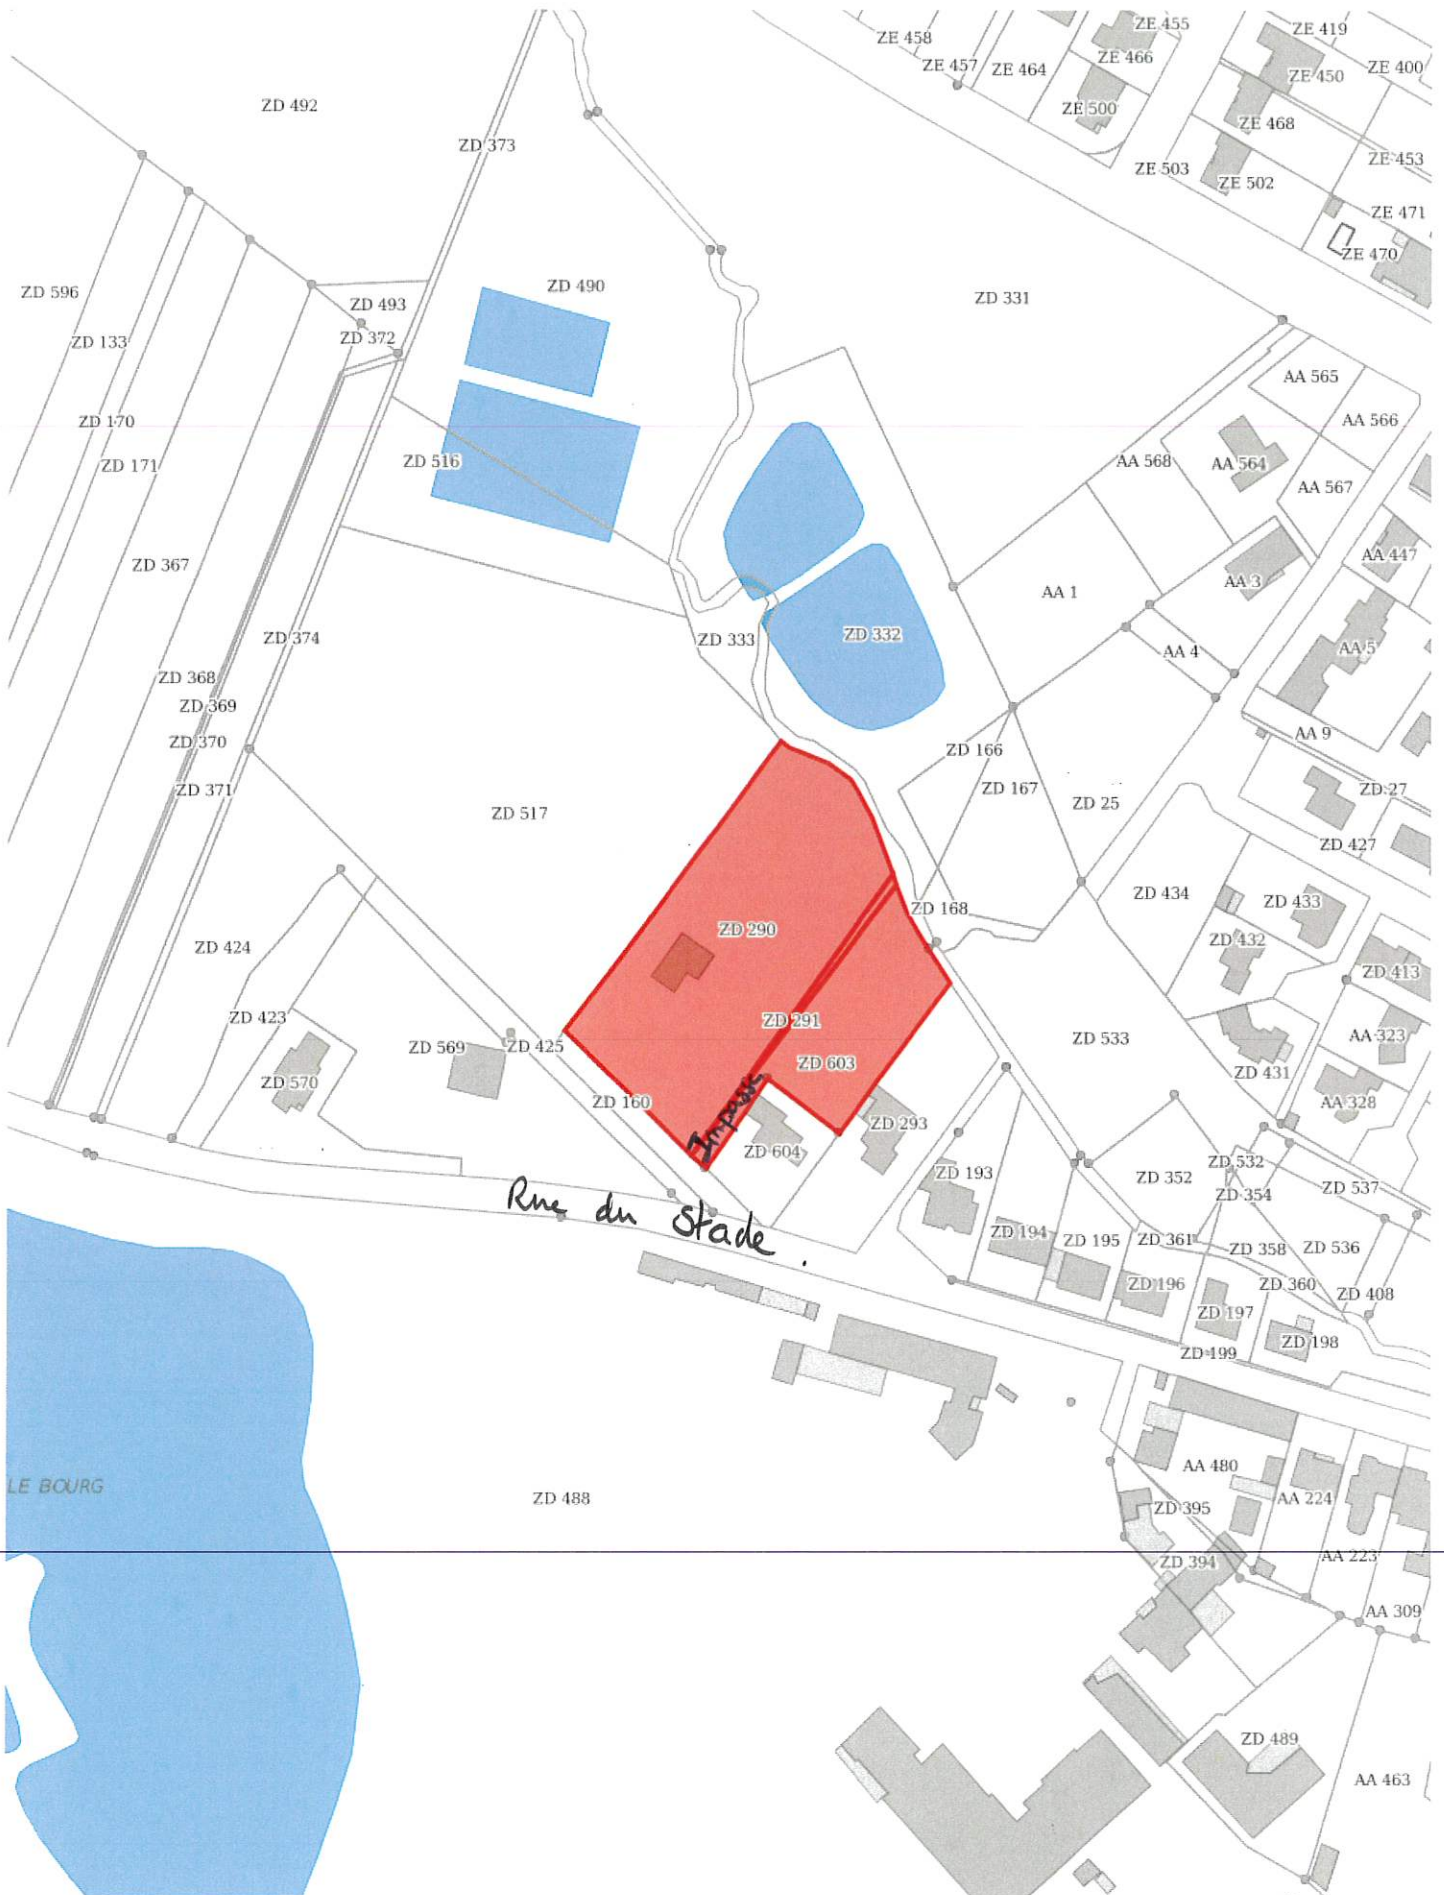 ZE 455
ZE 419
ZE 458
ZE 466
ZE 457
ZE 464
ZE 450
ZE 400
ZD 492
ZE 500
ZE 468
ZD 373
ZE 453
ZE 503
ZE 502
ZE 471
ZE 470
ZD 596
ZD 490
ZD 493
ZD 331
ZD 133
ZD 372
AA 565
ZD 170
AA 566
ZD 171
ZD 516
AA 568
AA 564
AA 567
ZD 367
AA 447
AA 1
AA 3
ZD 374
ZD 333
ZD 332
AA 4
AA 5
ZD 368
ZD 369
ZD 370
AA 9
ZD 166
ZD 371
ZD 167
ZD 25
ZD 27
ZD 517
ZD 427
ZD 434
ZD 433
ZD 168
ZD 290
ZD 424
ZD 432
ZD 413
ZD 423
ZD 291
AA 323
ZD 569
ZD 425
ZD 533
ZD 603
ZD 431
ZD 570
ZD 160
AA 328
Impasse
ZD 293
ZD 604
ZD 193
ZD 532
ZD 352
ZD 354
ZD 537
Rue du Stade.
ZD 194
ZD 195
ZD 361
ZD 358
ZD 536
ZD 196
ZD 360
ZD 408
ZD 197
ZD 198
ZD 199
LE BOURG
AA 480
ZD 488
AA 224
ZD 395
ZD 394
AA 223
AA 309
ZD 489
AA 463